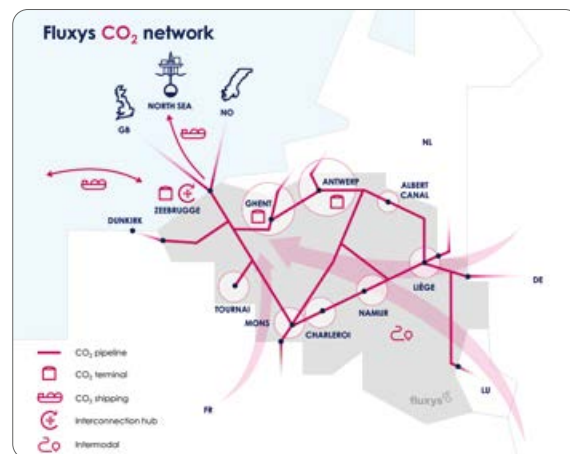 Fluxys CO₂ network
NORTH SEA
GB
NO
NL
ZEEBRUGGE
DUNKIRK
GHENT
ANTWERP
ALBERT
CANAL
TOURNAI
MONS
CHARLEROI
NAMUR
LIÈGE
DE
LU
FR
CO₂ pipeline
CO₂ terminal
CO₂ shipping
Interconnection hub
Intermodal
fluxys